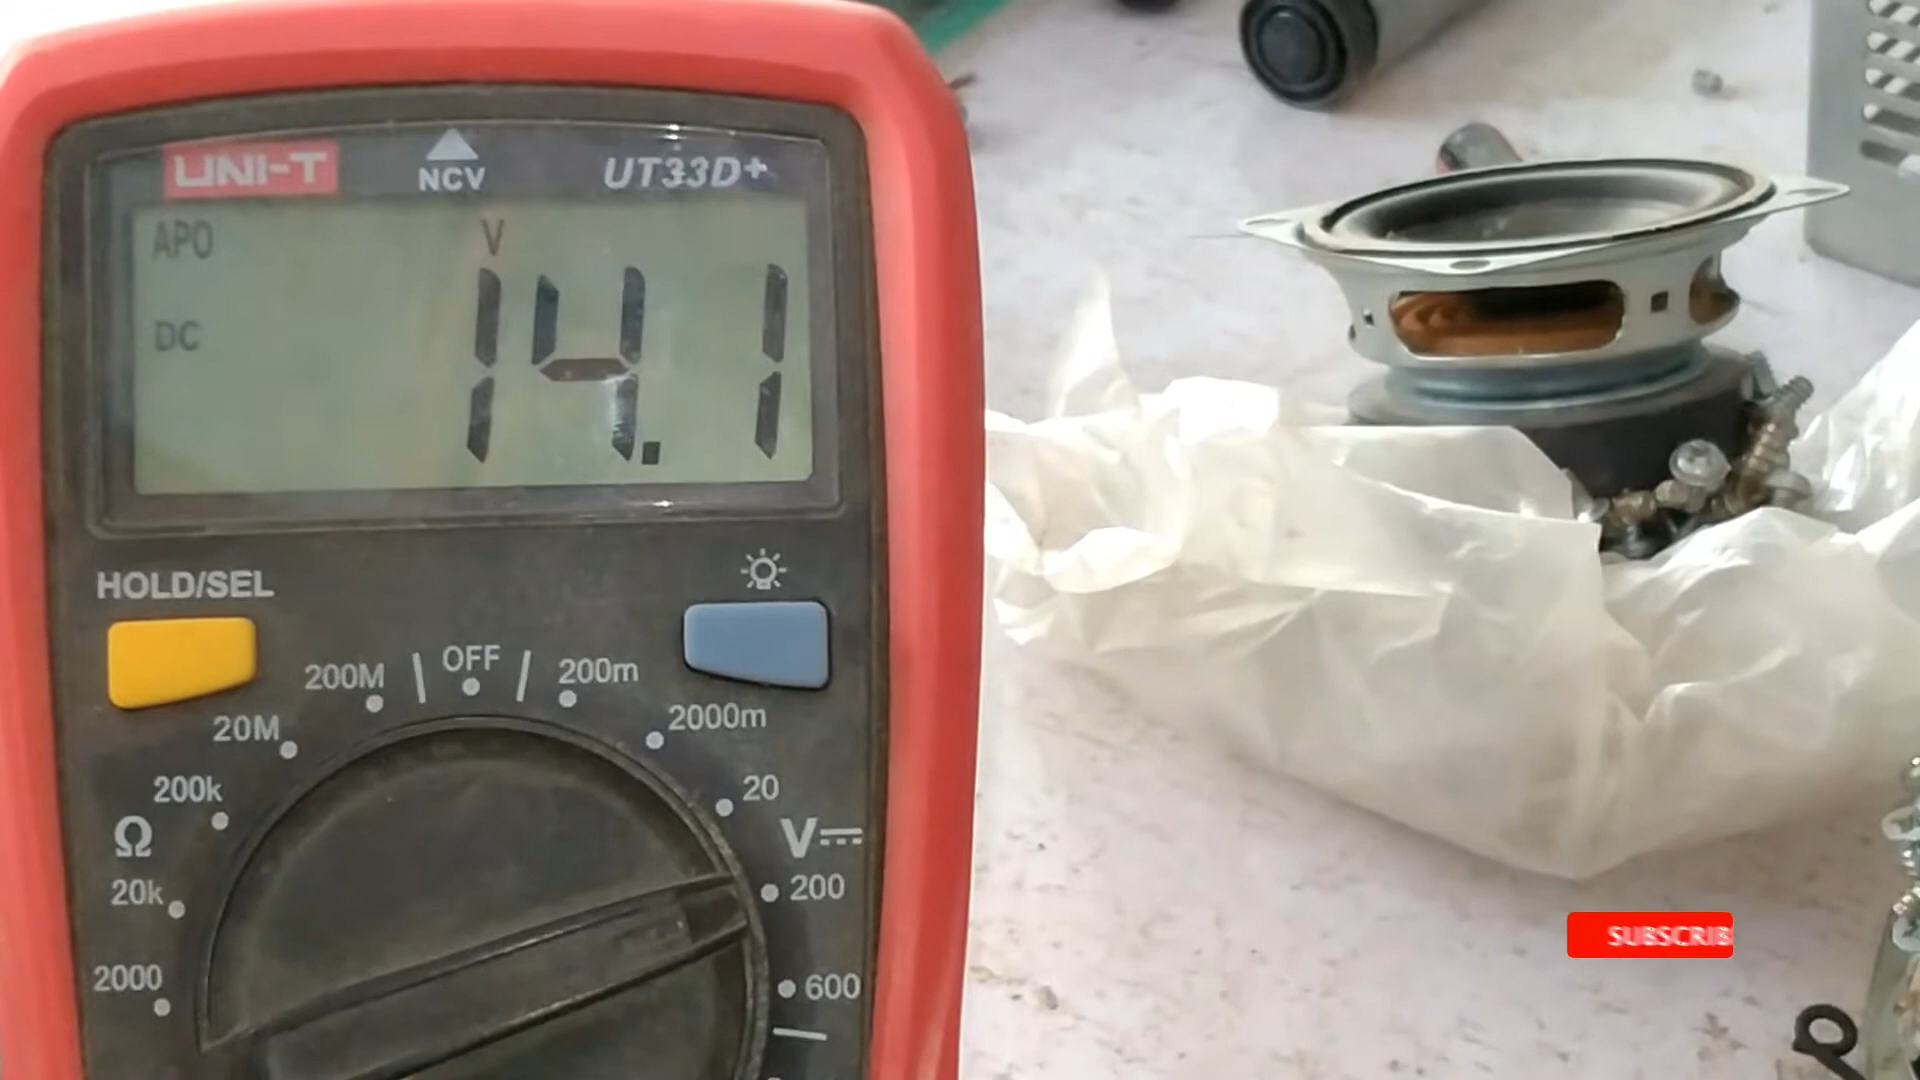 UNI-T NCV UT33D+
APO V
DC 14.1
HOLD/SEL
200M OFF 200m
20M 2000m
200k 20
Ω V
20k 200
2000 600
SUBSCRIB